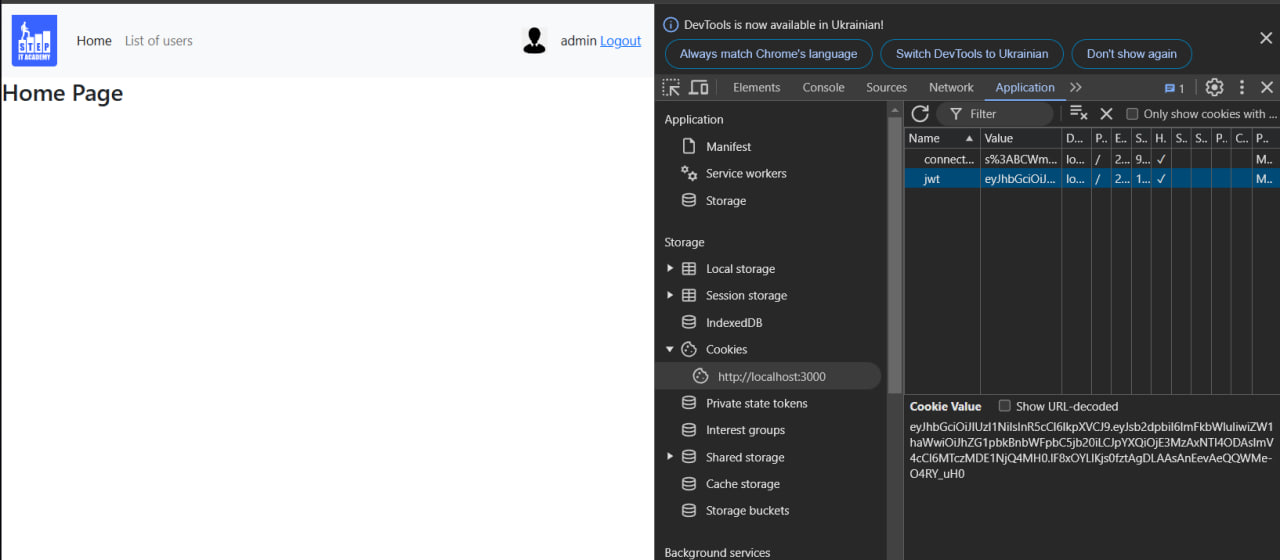 STEP
IT ACADEMY
Home
List of users
admin Logout
Home Page
DevTools is now available in Ukrainian!
Always match Chrome's language
Switch DevTools to Ukrainian
Don't show again
Elements
Console
Sources
Network
Application
1
Application
Manifest
Service workers
Storage
Storage
Local storage
Session storage
IndexedDB
Cookies
http://localhost:3000
Private state tokens
Interest groups
Shared storage
Cache storage
Storage buckets
Background services
Filter
Only show cookies with ...
Name Value D... P.. E.. S... H. S.. S.. P.. C.. P...
connect... s%3ABCWm... lo... / 2... 9... ✓ M...
jwt eyJhbGciOiJ... lo... / 2... 1... ✓ M...
Cookie Value
Show URL-decoded
eyJhbGciOiJIUzI1NiIsInR5cCI6IkpXVCJ9.eyJsb2dpbiI6ImFkbWluIiwiZW1
haWwiOiJhZG1pbkBnbWFpbC5jb20iLCJpYXQiOjE3MzAxNTI4ODAsImV
4cCI6MTczMDE1NjQ4MH0.IF8xOYLIKjs0fztAgDLAAsAnEevAeQQWMe-
O4RY_uH0